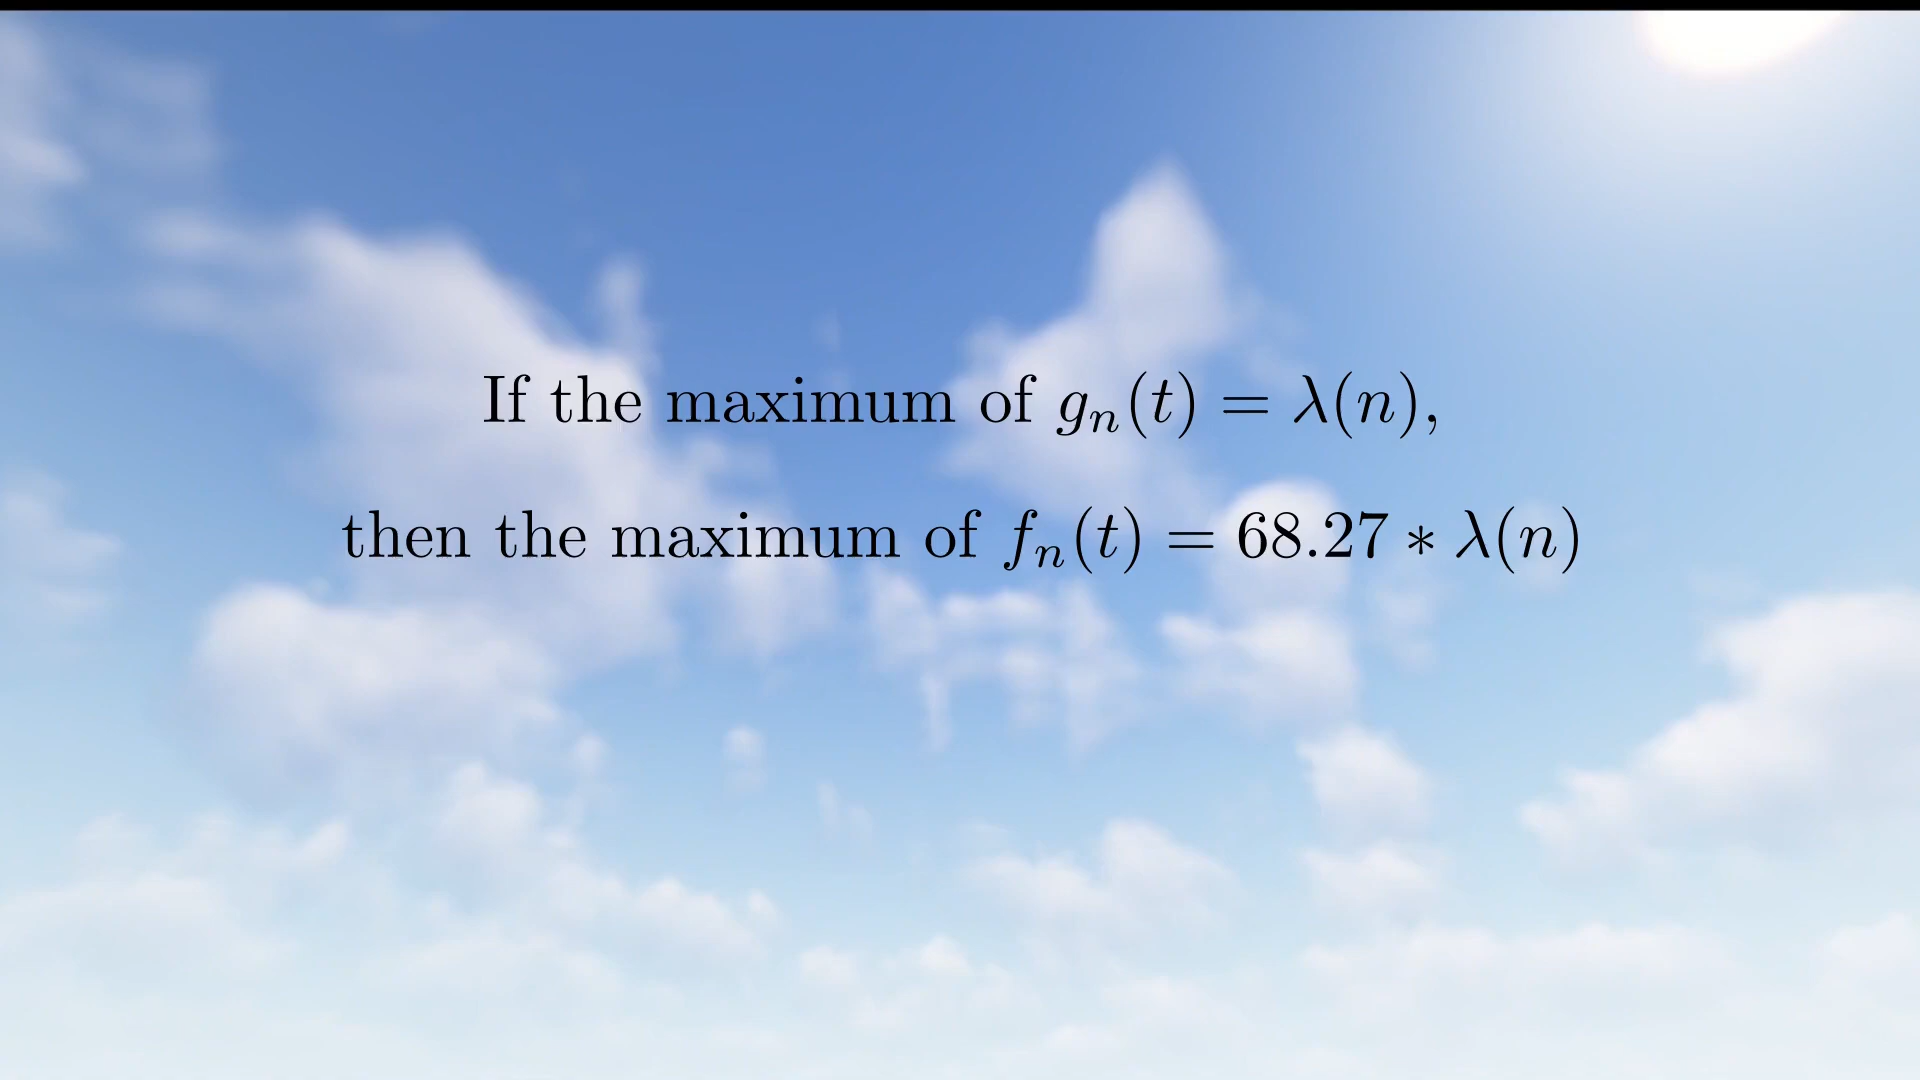 If the maximum of gₙ(t) = λ(n),
then the maximum of fₙ(t) = 68.27 * λ(n)